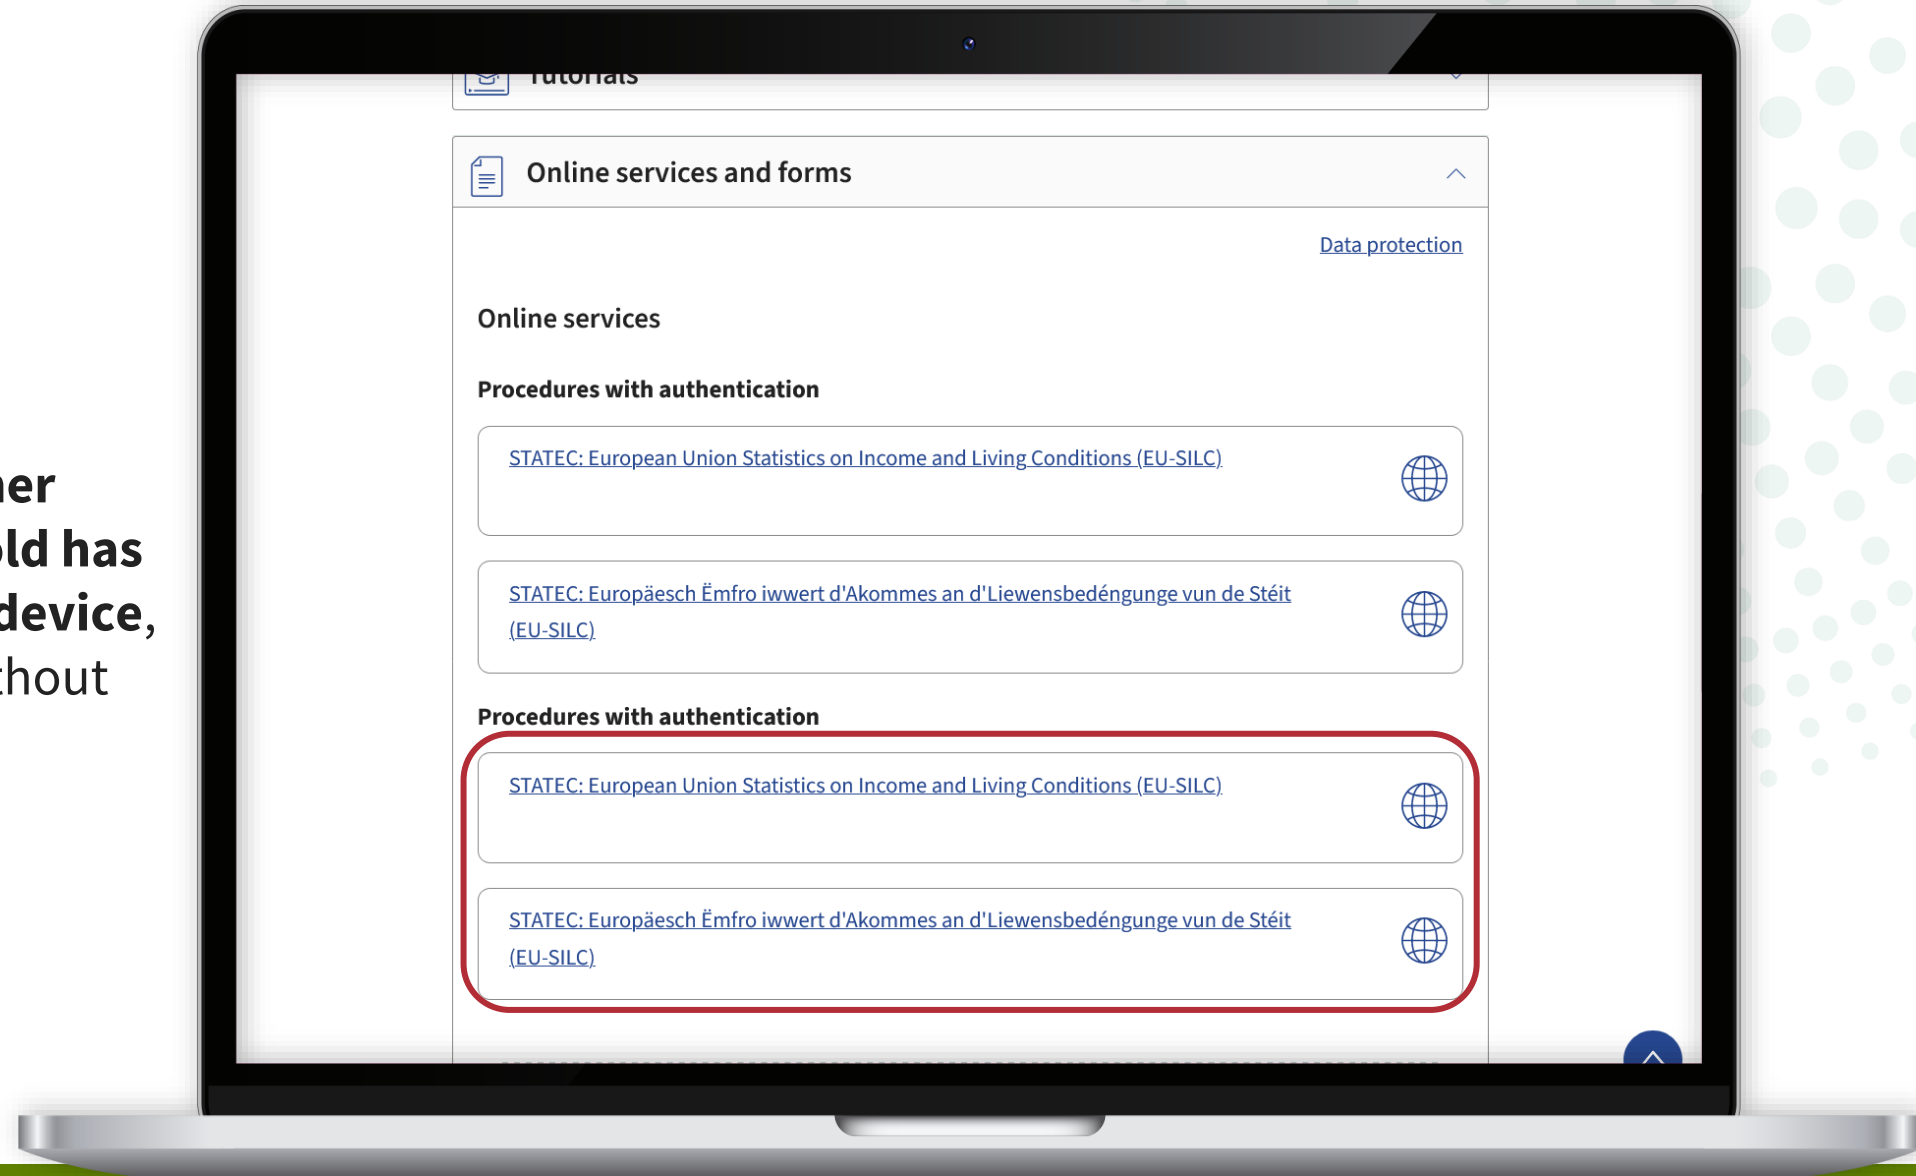 Tutorials
Online services and forms
Data protection
Online services
Procedures with authentication
STATEC: European Union Statistics on Income and Living Conditions (EU-SILC)
STATEC: Europäesch Ëmfro iwwert d'Akommes an d'Liewensbedéngunge vun de Stéit
(EU-SILC)
Procedures with authentication
STATEC: European Union Statistics on Income and Living Conditions (EU-SILC)
STATEC: Europäesch Ëmfro iwwert d'Akommes an d'Liewensbedéngunge vun de Stéit
(EU-SILC)
has
device,